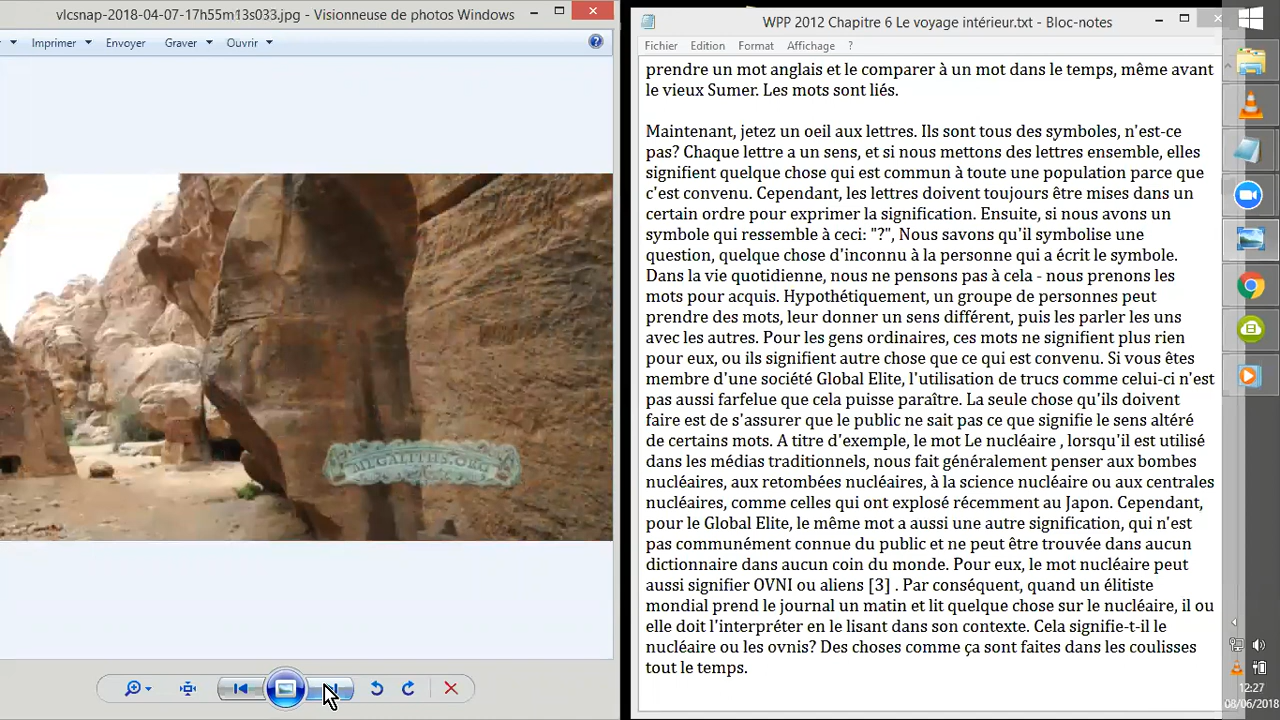 vlcsnap-2018-04-07-17h55m13s033.jpg - Visionneuse de photos Windows
Imprimer Envoyer Graver Ouvrir ?
MEGALITHS.ORG
WPP 2012 Chapitre 6 Le voyage intérieur.txt - Bloc-notes
Fichier Edition Format Affichage ?
prendre un mot anglais et le comparer à un mot dans le temps, même avant
le vieux Sumer. Les mots sont liés.
Maintenant, jetez un oeil aux lettres. Ils sont tous des symboles, n'est-ce
pas? Chaque lettre a un sens, et si nous mettons des lettres ensemble, elles
signifient quelque chose qui est commun à toute une population parce que
c'est convenu. Cependant, les lettres doivent toujours être mises dans un
certain ordre pour exprimer la signification. Ensuite, si nous avons un
symbole qui ressemble à ceci: "?", Nous savons qu'il symbolise une
question, quelque chose d'inconnu à la personne qui a écrit le symbole.
Dans la vie quotidienne, nous ne pensons pas à cela - nous prenons les
mots pour acquis. Hypothétiquement, un groupe de personnes peut
prendre des mots, leur donner un sens différent, puis les parler les uns
avec les autres. Pour les gens ordinaires, ces mots ne signifient plus rien
pour eux, ou ils signifient autre chose que ce qui est convenu. Si vous êtes
membre d'une société Global Elite, l'utilisation de trucs comme celui-ci n'est
pas aussi farfelue que cela puisse paraître. La seule chose qu'ils doivent
faire est de s'assurer que le public ne sait pas ce que signifie le sens altéré
de certains mots. A titre d'exemple, le mot Le nucléaire , lorsqu'il est utilisé
dans les médias traditionnels, nous fait généralement penser aux bombes
nucléaires, aux retombées nucléaires, à la science nucléaire ou aux centrales
nucléaires, comme celles qui ont explosé récemment au Japon. Cependant,
pour le Global Elite, le même mot a aussi une autre signification, qui n'est
pas communément connue du public et ne peut être trouvée dans aucun
dictionnaire dans aucun coin du monde. Pour eux, le mot nucléaire peut
aussi signifier OVNI ou aliens [3] . Par conséquent, quand un élitiste
mondial prend le journal un matin et lit quelque chose sur le nucléaire, il ou
elle doit l'interpréter en le lisant dans son contexte. Cela signifie-t-il le
nucléaire ou les ovnis? Des choses comme ça sont faites dans les coulisses
tout le temps.
12:27
08/06/2018